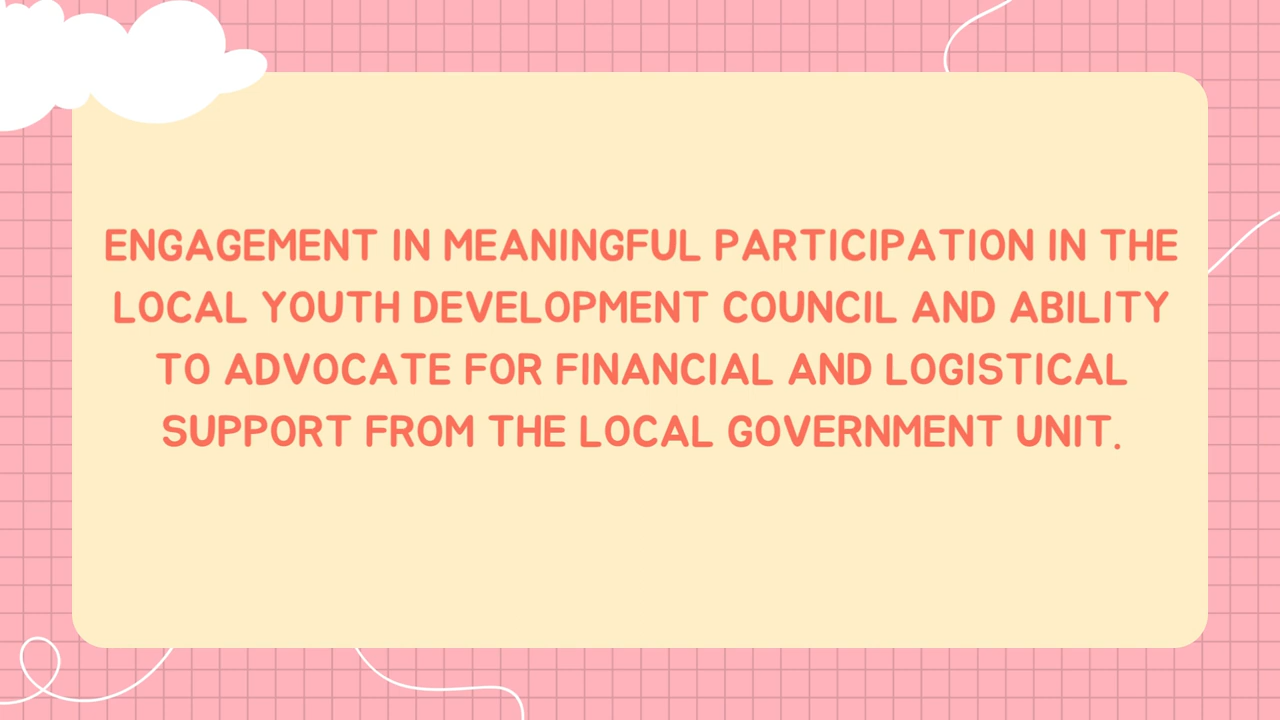 ENGAGEMENT IN MEANINGFUL PARTICIPATION IN THE
LOCAL YOUTH DEVELOPMENT COUNCIL AND ABILITY
TO ADVOCATE FOR FINANCIAL AND LOGISTICAL
SUPPORT FROM THE LOCAL GOVERNMENT UNIT.